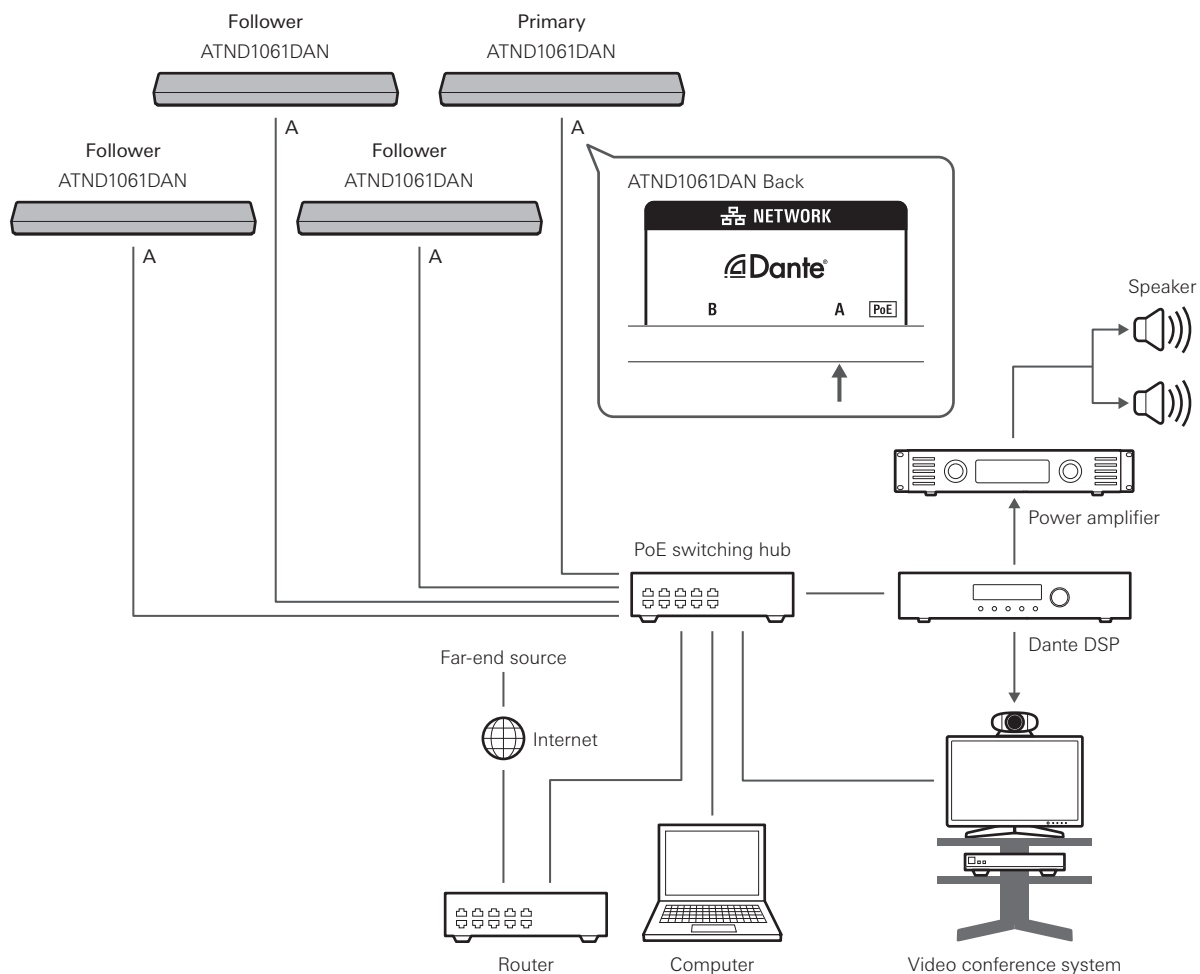 Follower
ATND1061DAN
Primary
ATND1061DAN
A
A
Follower
ATND1061DAN
Follower
ATND1061DAN
A
A
ATND1061DAN Back
NETWORK
Dante®
B
A
PoE
Speaker
Power amplifier
PoE switching hub
Dante DSP
Far-end source
Internet
Router
Computer
Video conference system